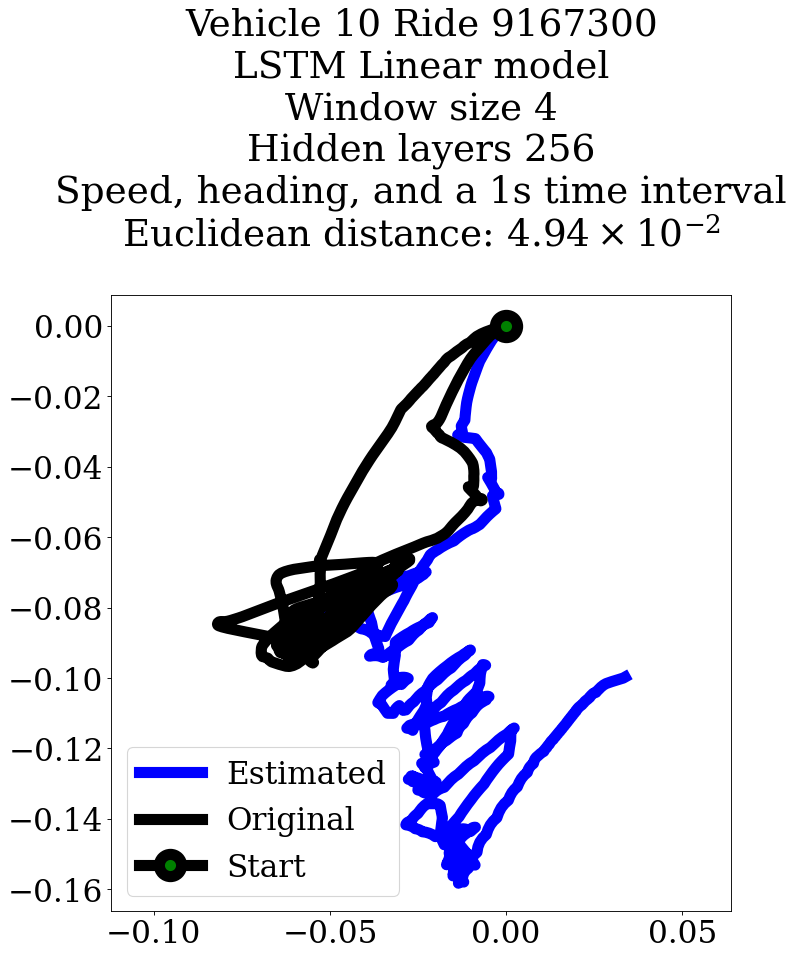 Vehicle 10 Ride 9167300
LSTM Linear model
Window size 4
Hidden layers 256
Speed, heading, and a 1s time interval
Euclidean distance: 4.94 × 10⁻²
0.00
−0.02
−0.04
−0.06
−0.08
−0.10
−0.12
−0.14
−0.16
Estimated
Original
Start
−0.10 −0.05 0.00 0.05